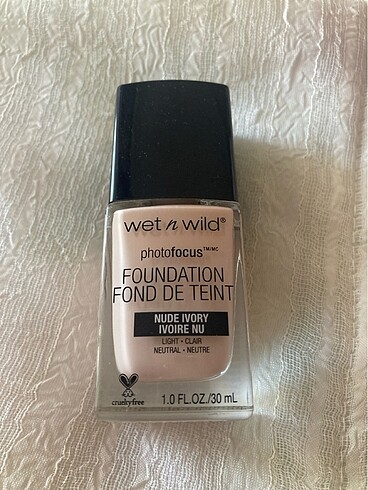 wet n wild®
photofocus™/MC
FOUNDATION
FOND DE TEINT
NUDE IVORY
IVOIRE NU
LIGHT • CLAIR
NEUTRAL • NEUTRE
crueltyfree
1.0 FL.OZ./30 mL